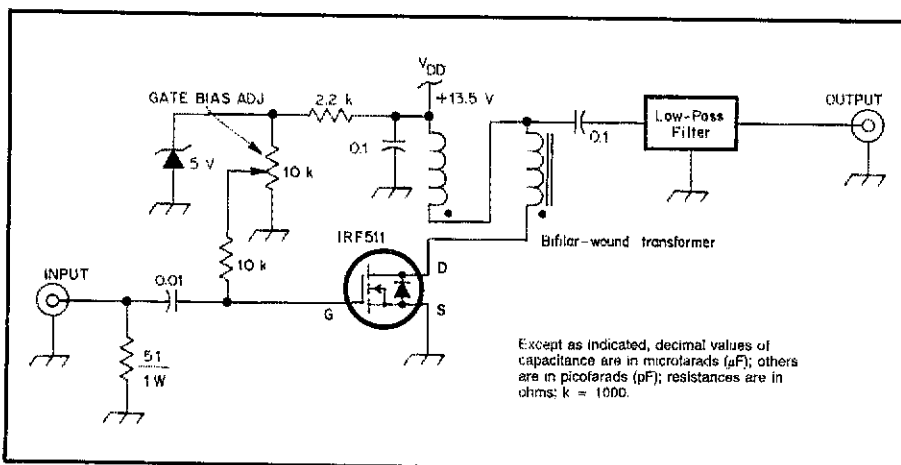 V_DD
+13.5 V
GATE BIAS ADJ
2.2 k
0.1
5 V
10 k
0.1
Low-Pass
Filter
OUTPUT
Bifilar-wound transformer
IRF511
10 k
D
G
S
INPUT
0.01
51
1W
Except as indicated, decimal values of
capacitance are in microfarads (µF); others
are in picofarads (pF); resistances are in
ohms; k = 1000.